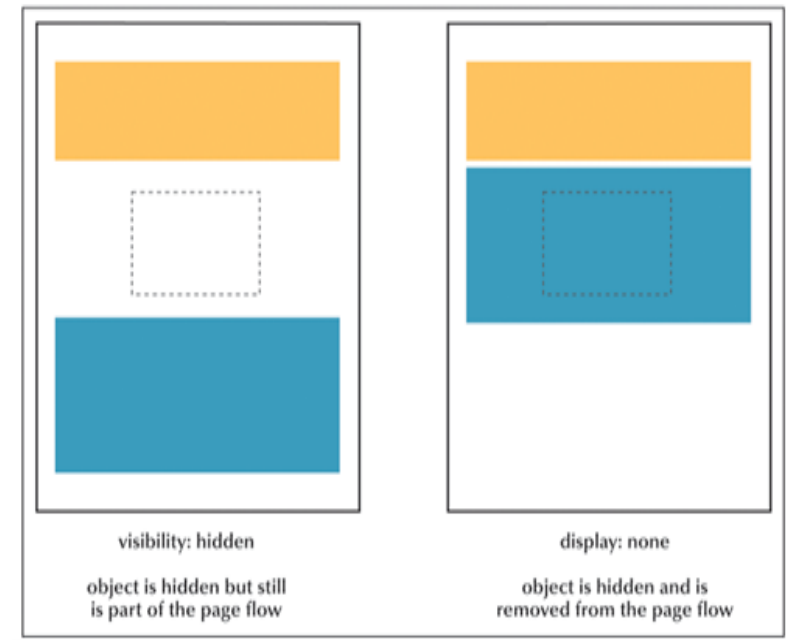 visibility: hidden
object is hidden but still
is part of the page flow
display: none
object is hidden and is
removed from the page flow